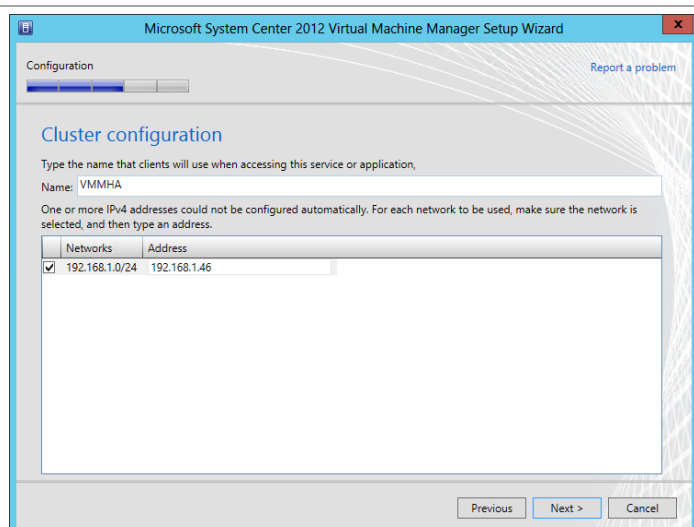 Microsoft System Center 2012 Virtual Machine Manager Setup Wizard
x
Configuration
Report a problem
Cluster configuration
Type the name that clients will use when accessing this service or application,
Name: VMMHA
One or more IPv4 addresses could not be configured automatically. For each network to be used, make sure the network is
selected, and then type an address.
Networks Address
192.168.1.0/24 192.168.1.46
Previous Next > Cancel